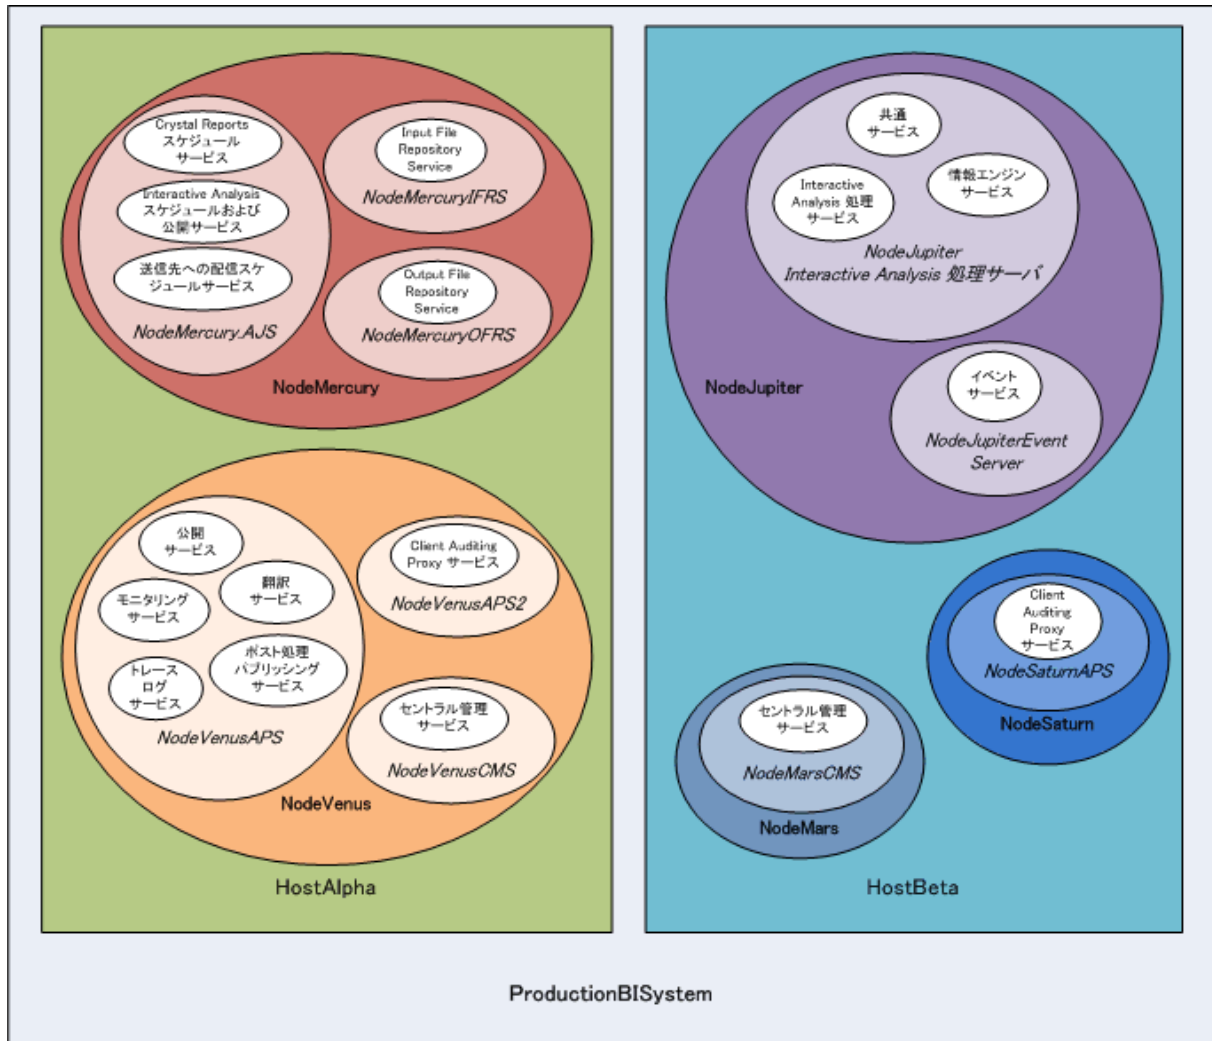 Crystal Reports
スケジュール
サービス
Interactive Analysis
スケジュールおよび
公開サービス
送信先への配信スケ
ジュールサービス
NodeMercury.AJS
Input File
Repository
Service
NodeMercuryIFRS
Output File
Repository
Service
NodeMercuryOFRS
NodeMercury
公開
サービス
モニタリング
サービス
翻訳
サービス
トレース
ログ
サービス
ポスト処理
パブリッシング
サービス
NodeVenusAPS
Client Auditing
Proxy サービス
NodeVenusAPS2
セントラル管理
サービス
NodeVenusCMS
NodeVenus
HostAlpha
共通
サービス
Interactive
Analysis 処理
サービス
情報エンジン
サービス
NodeJupiter
Interactive Analysis 処理サーバ
NodeJupiter
イベント
サービス
NodeJupiterEvent
Server
Client
Auditing
Proxy
サービス
NodeSaturnAPS
NodeSaturn
セントラル管理
サービス
NodeMarsCMS
NodeMars
HostBeta
ProductionBISystem